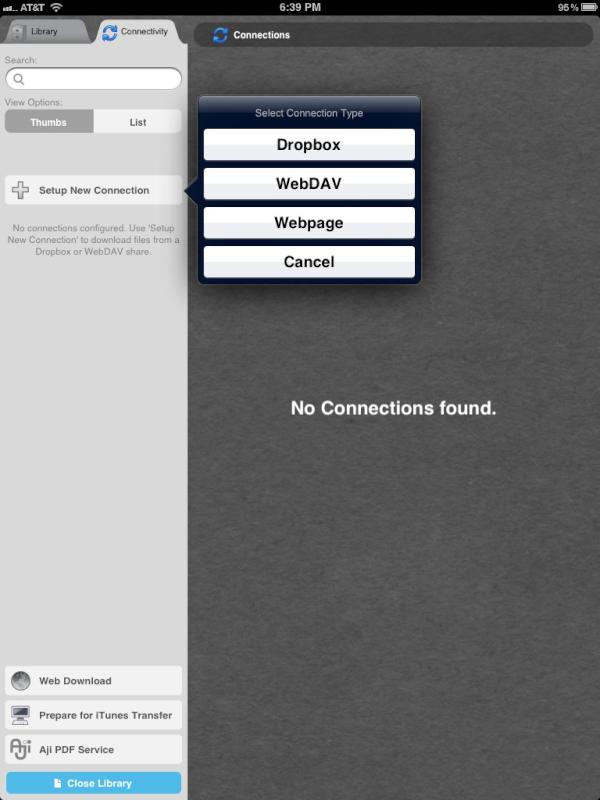 AT&T
6:39 PM
95%
Library
Connectivity
Connections
Search:
View Options:
Thumbs
List
Setup New Connection
No connections configured. Use 'Setup
New Connection' to download files from a
Dropbox or WebDAV share.
Select Connection Type
Dropbox
WebDAV
Webpage
Cancel
No Connections found.
Web Download
Prepare for iTunes Transfer
Aji
Aji PDF Service
Close Library